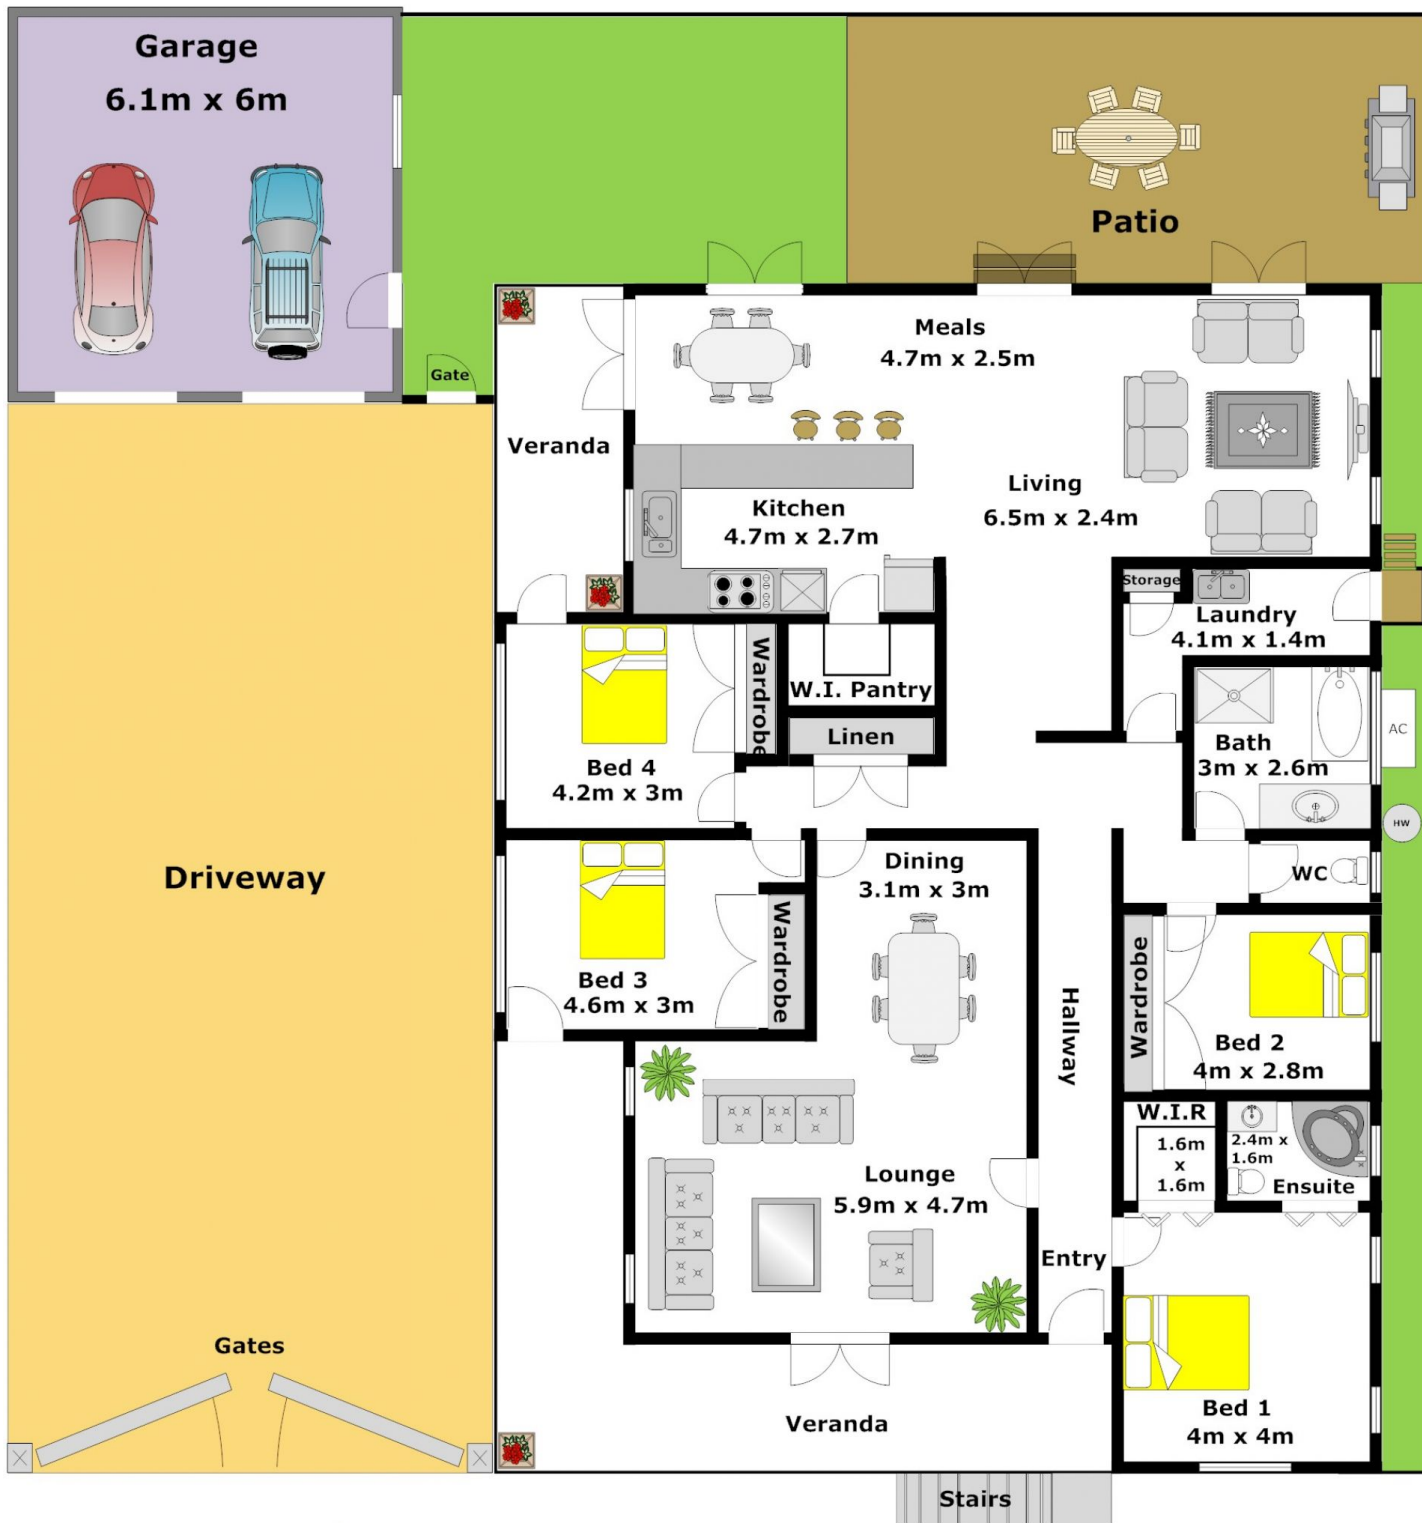 Garage
6.1m x 6m
Patio
Gate
Meals
4.7m x 2.5m
Veranda
Living
6.5m x 2.4m
Kitchen
4.7m x 2.7m
Storage
Laundry
4.1m x 1.4m
Wardrobe
W.I. Pantry
Linen
Bath
3m x 2.6m
AC
Bed 4
4.2m x 3m
HW
Driveway
Dining
3.1m x 3m
WC
Bed 3
4.6m x 3m
Wardrobe
Hallway
Wardrobe
Bed 2
4m x 2.8m
W.I.R
1.6m
x
1.6m
2.4m x
1.6m
Ensuite
Lounge
5.9m x 4.7m
Entry
Gates
Veranda
Bed 1
4m x 4m
Stairs